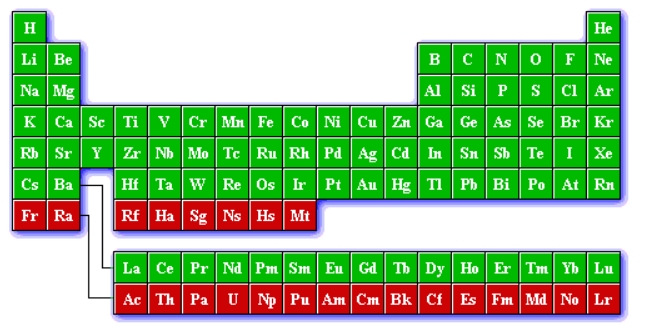 H He
Li Be B C N O F Ne
Na Mg Al Si P S Cl Ar
K Ca Sc Ti V Cr Mn Fe Co Ni Cu Zn Ga Ge As Se Br Kr
Rb Sr Y Zr Nb Mo Tc Ru Rh Pd Ag Cd In Sn Sb Te I Xe
Cs Ba Hf Ta W Re Os Ir Pt Au Hg Tl Pb Bi Po At Rn
Fr Ra Rf Ha Sg Ns Hs Mt
La Ce Pr Nd Pm Sm Eu Gd Tb Dy Ho Er Tm Yb Lu
Ac Th Pa U Np Pu Am Cm Bk Cf Es Fm Md No Lr